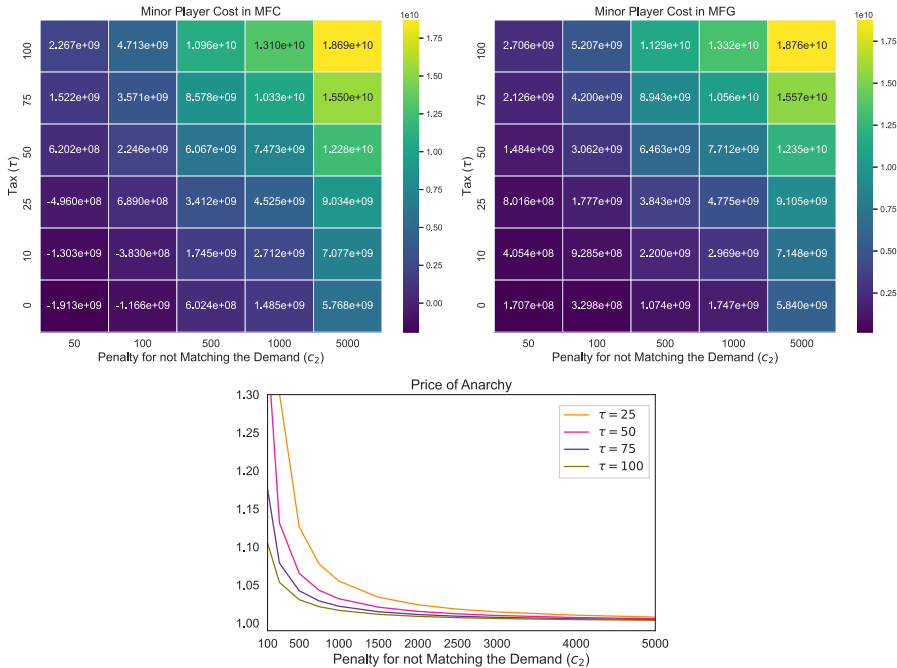 Minor Player Cost in MFC
1e10
100 2.267e+09 4.713e+09 1.096e+10 1.310e+10 1.869e+10
75 1.522e+09 3.571e+09 8.578e+09 1.033e+10 1.550e+10
50 6.202e+08 2.246e+09 6.067e+09 7.473e+09 1.228e+10
25 -4.960e+08 6.890e+08 3.412e+09 4.525e+09 9.034e+09
10 -1.303e+09 -3.830e+08 1.745e+09 2.712e+09 7.077e+09
0 -1.913e+09 -1.166e+09 6.024e+08 1.485e+09 5.768e+09
Tax (τ)
50 100 500 1000 5000
Penalty for not Matching the Demand (c₂)
1.75
1.50
1.25
1.00
0.75
0.50
0.25
0.00
Minor Player Cost in MFG
1e10
100 2.706e+09 5.207e+09 1.129e+10 1.332e+10 1.876e+10
75 2.126e+09 4.200e+09 8.943e+09 1.056e+10 1.557e+10
50 1.484e+09 3.062e+09 6.463e+09 7.712e+09 1.235e+10
25 8.016e+08 1.777e+09 3.843e+09 4.775e+09 9.105e+09
10 4.054e+08 9.285e+08 2.200e+09 2.969e+09 7.148e+09
0 1.707e+08 3.298e+08 1.074e+09 1.747e+09 5.840e+09
Tax (τ)
50 100 500 1000 5000
Penalty for not Matching the Demand (c₂)
1.75
1.50
1.25
1.00
0.75
0.50
0.25
Price of Anarchy
1.30
1.20
1.15
1.10
1.05
1.00
τ = 25
τ = 50
τ = 75
τ = 100
100 500 1000 1500 2000 2500 3000 4000 5000
Penalty for not Matching the Demand (c₂)